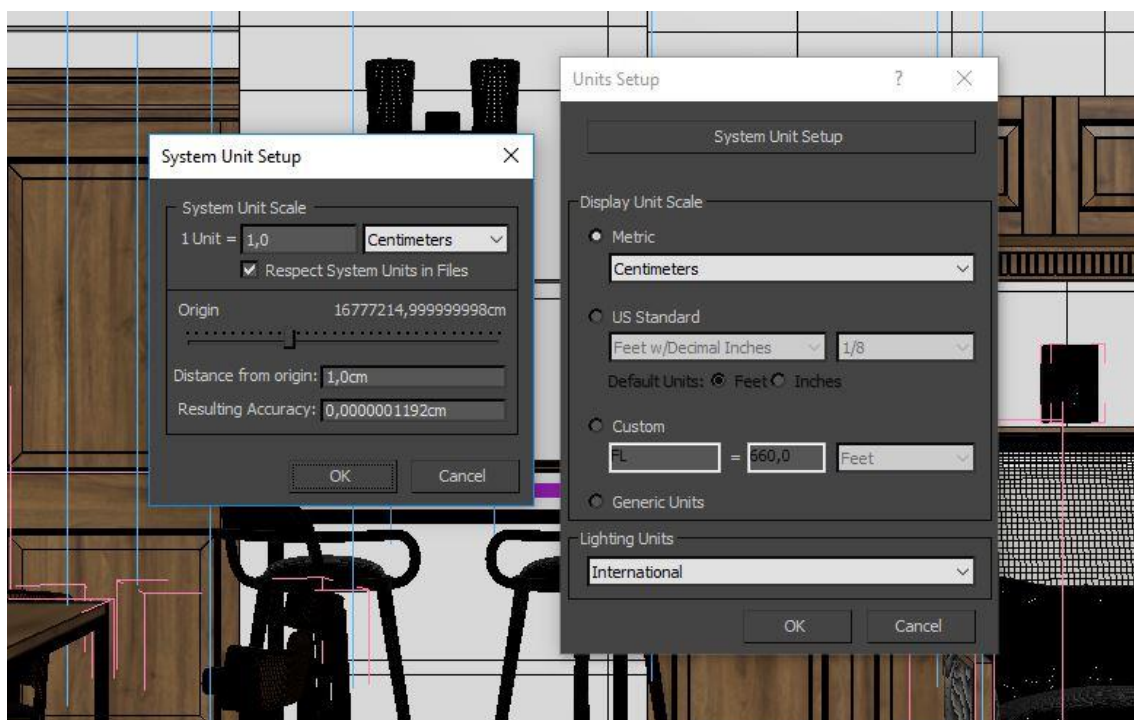 Units Setup
?
System Unit Setup
System Unit Setup
System Unit Scale
1 Unit = 1,0 Centimeters
Respect System Units in Files
Origin 16777214,999999998cm
Distance from origin: 1,0cm
Resulting Accuracy: 0,0000001192cm
OK Cancel
Display Unit Scale
Metric
Centimeters
US Standard
Feet w/Decimal Inches 1/8
Default Units: Feet Inches
Custom
FL = 660,0 Feet
Generic Units
Lighting Units
International
OK Cancel